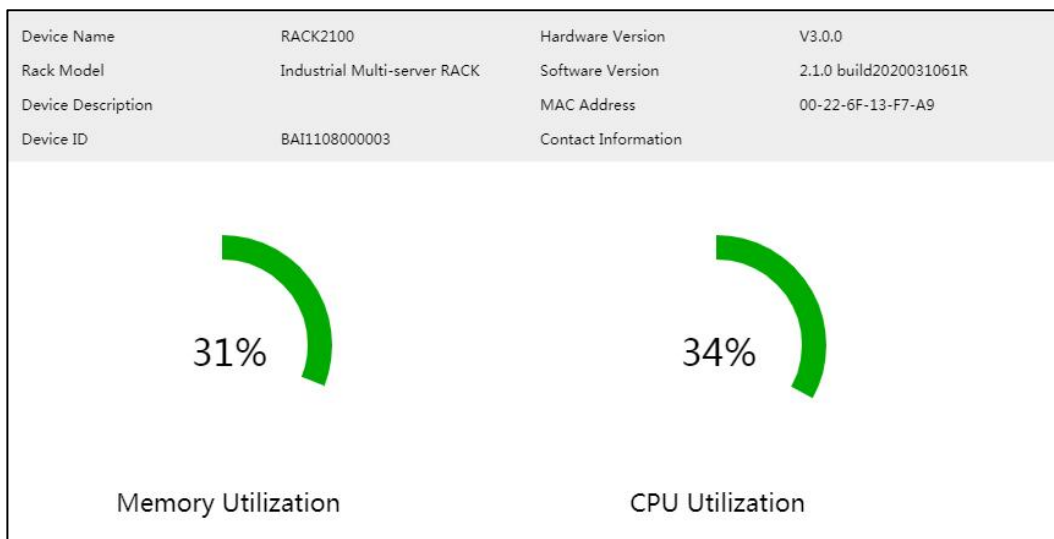 Device Name RACK2100 Hardware Version V3.0.0
Rack Model Industrial Multi-server RACK Software Version 2.1.0 build2020031061R
Device Description MAC Address 00-22-6F-13-F7-A9
Device ID BAI1108000003 Contact Information
31% 34%
Memory Utilization CPU Utilization